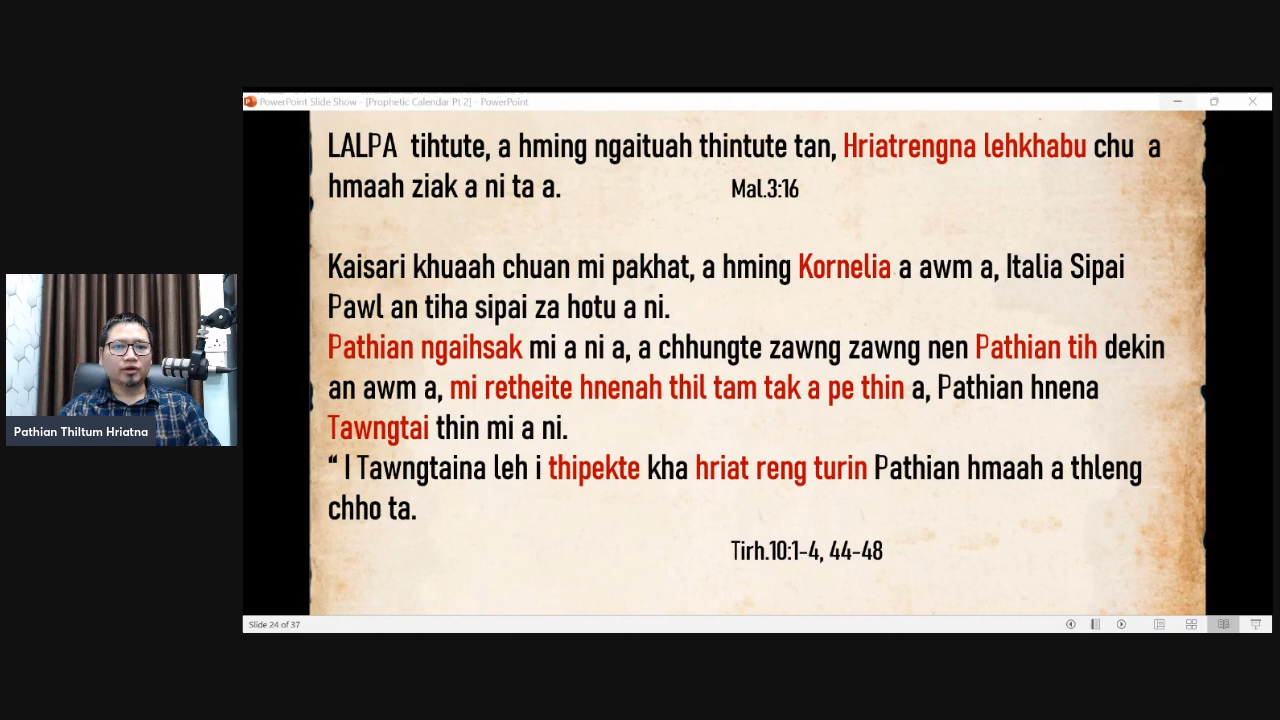 PowerPoint Slide Show - [Prophetic Calendar Pt 2] - PowerPoint
LALPA tihtute, a hming ngaituah thintute tan, Hriatrengna lehkhabu chu a
hmaah ziak a ni ta a. Mal.3:16
Kaisari khuaah chuan mi pakhat, a hming Kornelia a awm a, Italia Sipai
Pawl an tiha sipai za hotu a ni.
Pathian ngaihsak mi a ni a, a chhungte zawng zawng nen Pathian tih dekin
an awm a, mi retheite hnenah thil tam tak a pe thin a, Pathian hnena
Tawngtai thin mi a ni.
“ I Tawngtaina leh i thipekte kha hriat reng turin Pathian hmaah a thleng
chho ta.
Tirh.10:1-4, 44-48
Pathian Thiltum Hriatna
Slide 24 of 37